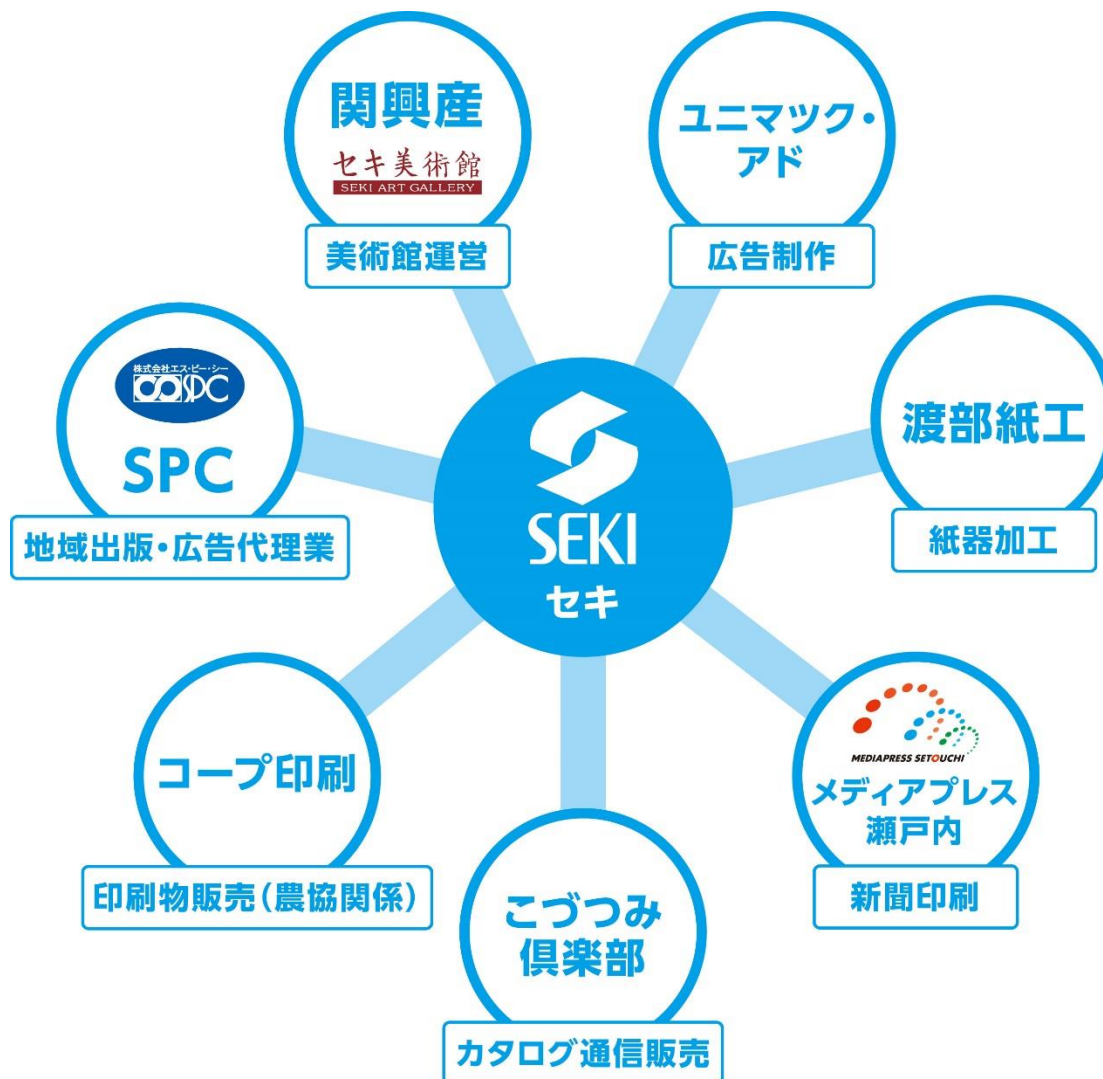 関興産
セキ美術館
SEKI ART GALLERY
美術館運営
ユニマツク・
アド
広告制作
株式会社エス・ピー・シー
SPC
SPC
地域出版・広告代理業
渡部紙工
紙器加工
SEKI
セキ
コープ印刷
印刷物販売(農協関係)
MEDIAPRESS SETOUCHI
メディアプレス
瀬戸内
新聞印刷
こづつみ
倶楽部
カタログ通信販売